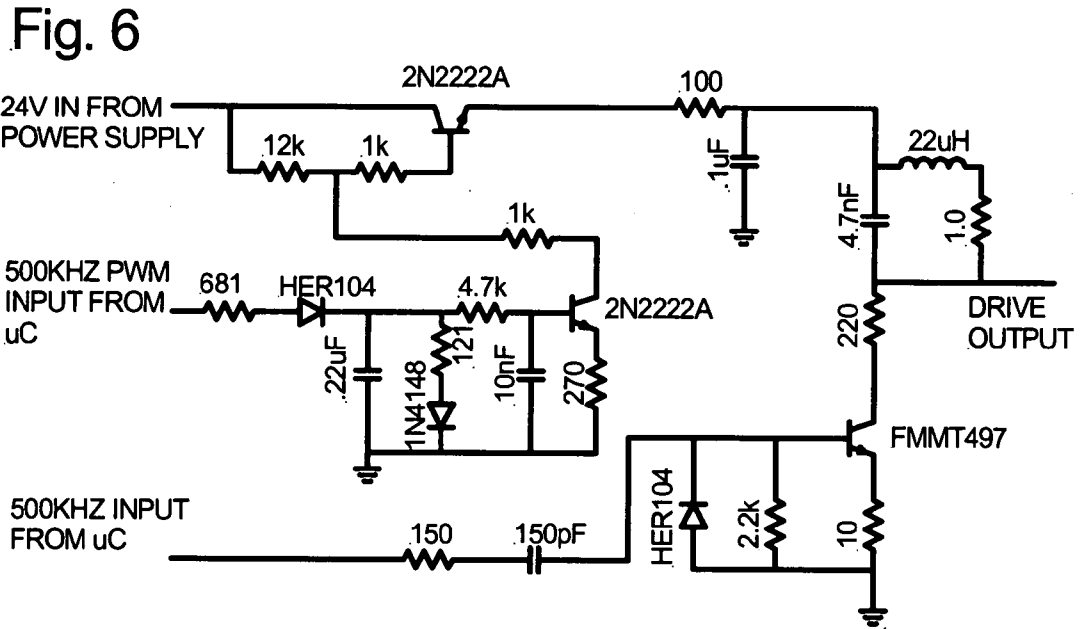 Fig. 6
2N2222A
100
24V IN FROM
POWER SUPPLY
12k
1k
.1uF
22uH
4.7nF
1.0
1k
500KHZ PWM
INPUT FROM
uC
681
HER104
4.7k
2N2222A
DRIVE
OUTPUT
220
.22uF
121
1N4148
10nF
270
FMMT497
500KHZ INPUT
FROM uC
150
150pF
HER104
2.2k
10